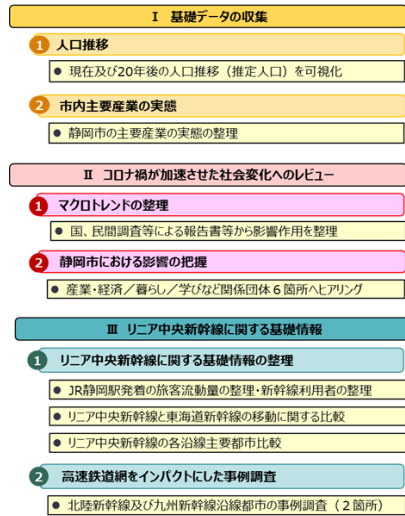 Ⅰ 基礎データの収集
1 人口推移
● 現在及び20年後の人口推移（推定人口）を可視化
2 市内主要産業の実態
● 静岡市の主要産業の実態の整理
Ⅱ コロナ禍が加速させた社会変化へのレビュー
1 マクロトレンドの整理
● 国、民間調査等による報告書等から影響作用を整理
2 静岡市における影響の把握
● 産業・経済／暮らし／学びなど関係団体６箇所へヒアリング
Ⅲ リニア中央新幹線に関する基礎情報
1 リニア中央新幹線に関する基礎情報の整理
● JR静岡駅発着の旅客流動量の整理・新幹線利用者の整理
● リニア中央新幹線と東海道新幹線の移動に関する比較
● リニア中央新幹線の各沿線主要都市比較
2 高速鉄道網をインパクトにした事例調査
● 北陸新幹線及び九州新幹線沿線都市の事例調査（２箇所）